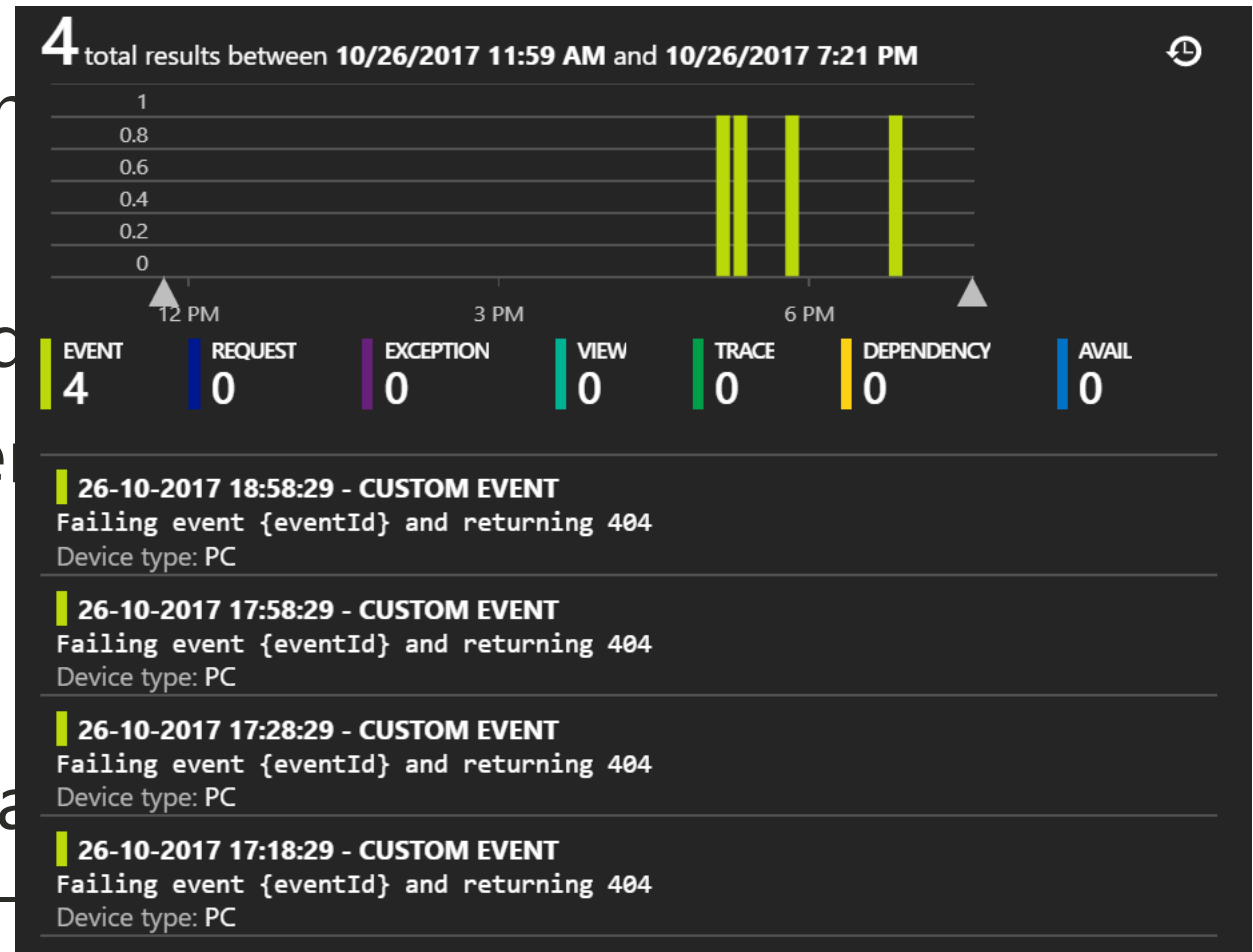 4 total results between 10/26/2017 11:59 AM and 10/26/2017 7:21 PM
1
0.8
0.6
0.4
0.2
0
12 PM 3 PM 6 PM
EVENT REQUEST EXCEPTION VIEW TRACE DEPENDENCY AVAIL
4 0 0 0 0 0 0
26-10-2017 18:58:29 - CUSTOM EVENT
Failing event {eventId} and returning 404
Device type: PC
26-10-2017 17:58:29 - CUSTOM EVENT
Failing event {eventId} and returning 404
Device type: PC
26-10-2017 17:28:29 - CUSTOM EVENT
Failing event {eventId} and returning 404
Device type: PC
26-10-2017 17:18:29 - CUSTOM EVENT
Failing event {eventId} and returning 404
Device type: PC